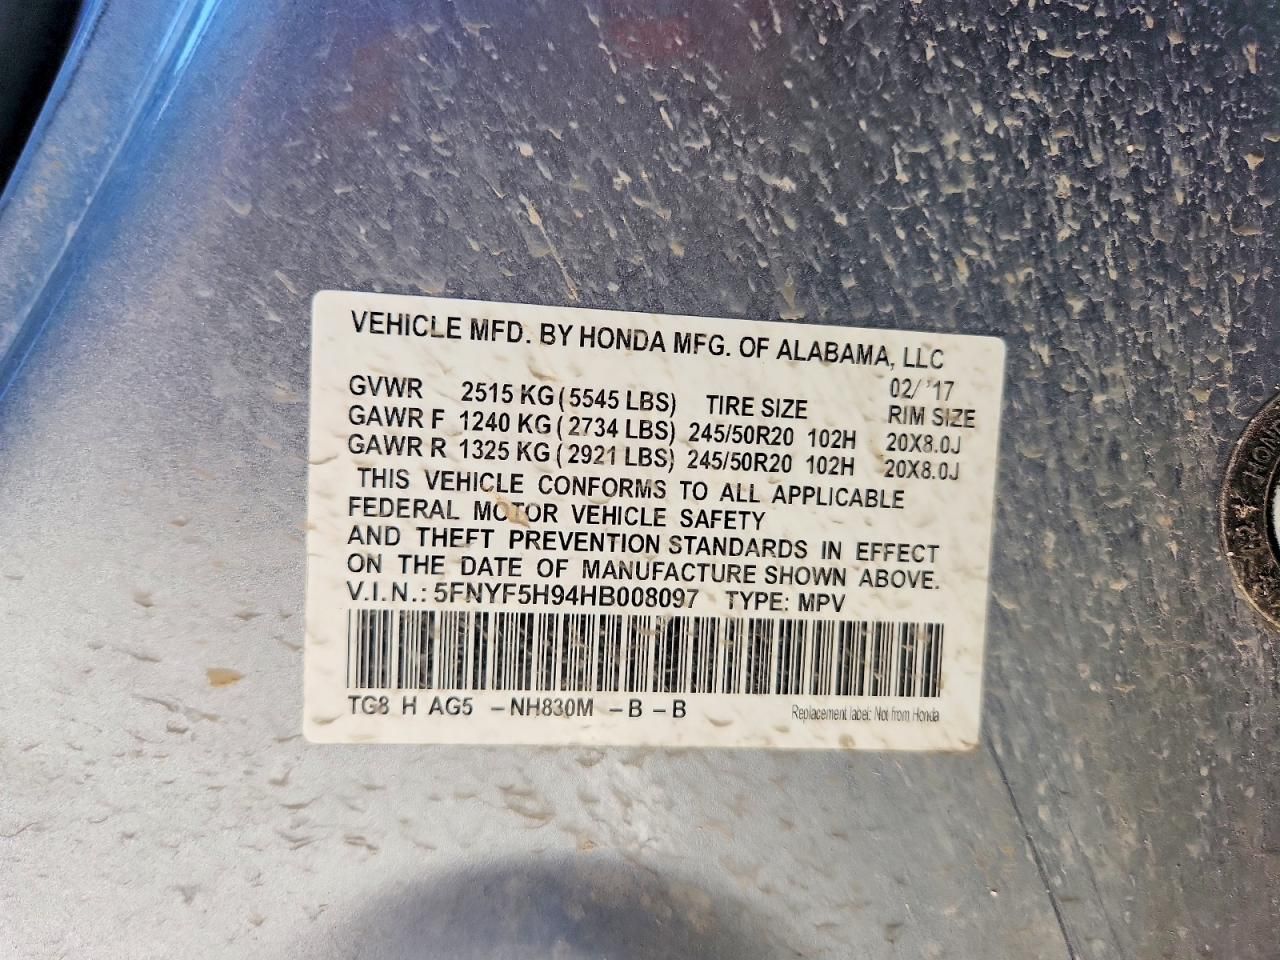 VEHICLE MFD. BY HONDA MFG. OF ALABAMA, LLC
02/ '17
GVWR 2515 KG ( 5545 LBS) TIRE SIZE RIM SIZE
GAWR F 1240 KG ( 2734 LBS) 245/50R20 102H 20X8.0J
GAWR R 1325 KG ( 2921 LBS) 245/50R20 102H 20X8.0J
THIS VEHICLE CONFORMS TO ALL APPLICABLE
FEDERAL MOTOR VEHICLE SAFETY
AND THEFT PREVENTION STANDARDS IN EFFECT
ON THE DATE OF MANUFACTURE SHOWN ABOVE.
V.I.N.: 5FNYF5H94HB008097 TYPE: MPV
TG8 H AG5 -NH830M -B -B
Replacement label: Not from Honda